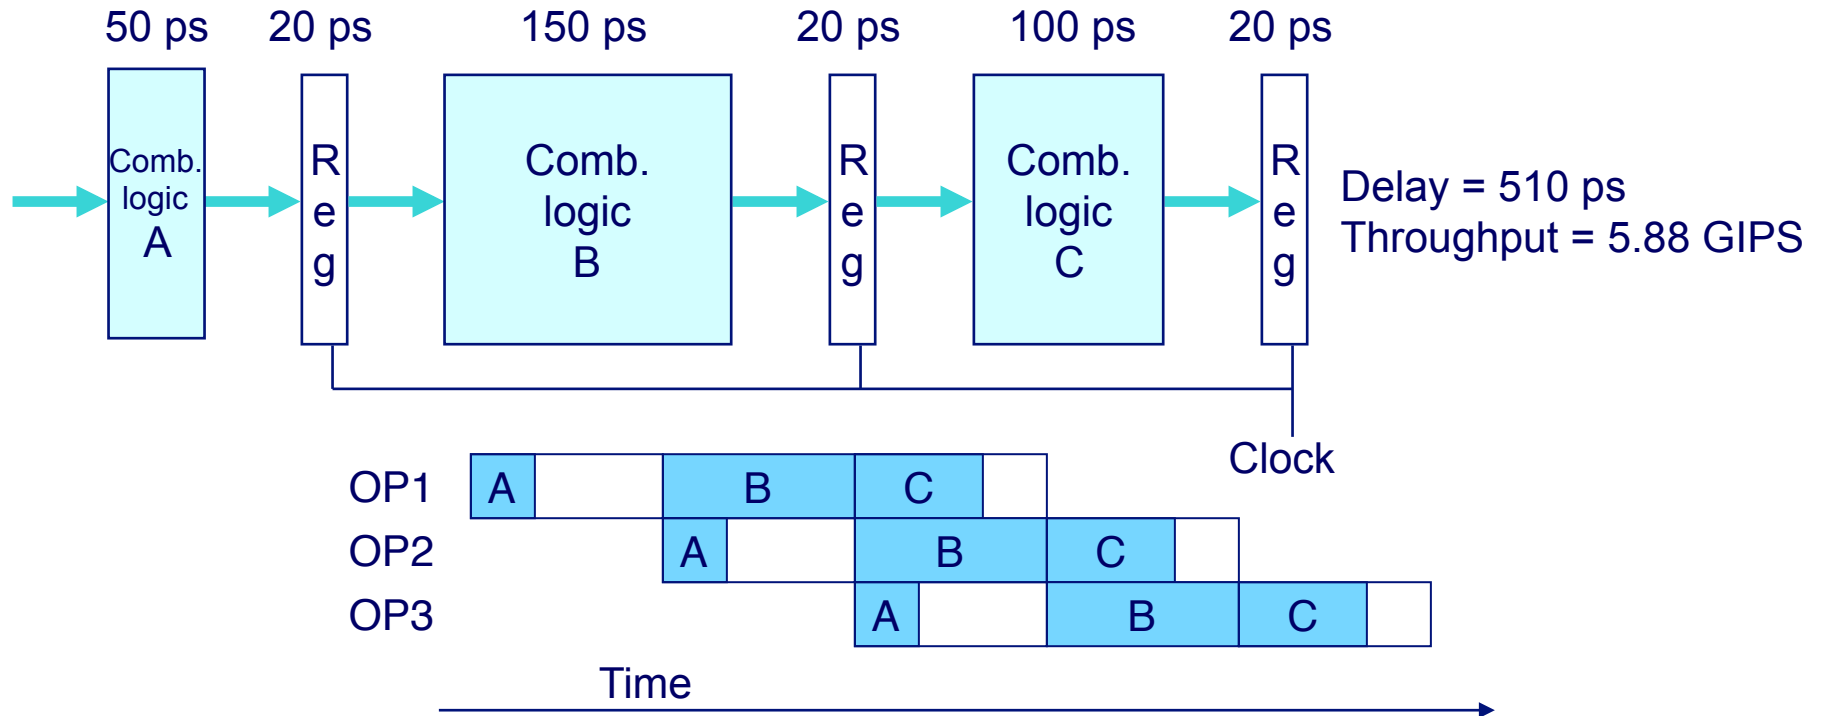 50 ps 20 ps 150 ps 20 ps 100 ps 20 ps
Comb.
logic
A
R
e
g
Comb.
logic
B
R
e
g
Comb.
logic
C
R
e
g
Delay = 510 ps
Throughput = 5.88 GIPS
Clock
OP1 A B C
OP2 A B C
OP3 A B C
Time